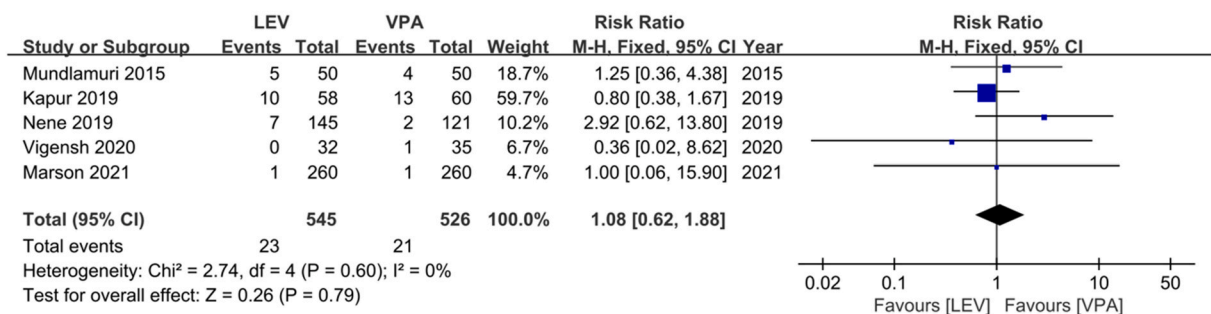 LEV VPA Risk Ratio Risk Ratio
Study or Subgroup Events Total Events Total Weight M-H, Fixed, 95% CI Year M-H, Fixed, 95% CI
Mundlamuri 2015 5 50 4 50 18.7% 1.25 [0.36, 4.38] 2015
Kapur 2019 10 58 13 60 59.7% 0.80 [0.38, 1.67] 2019
Nene 2019 7 145 2 121 10.2% 2.92 [0.62, 13.80] 2019
Vigensh 2020 0 32 1 35 6.7% 0.36 [0.02, 8.62] 2020
Marson 2021 1 260 1 260 4.7% 1.00 [0.06, 15.90] 2021
Total (95% CI) 545 526 100.0% 1.08 [0.62, 1.88]
Total events 23 21
Heterogeneity: Chi² = 2.74, df = 4 (P = 0.60); I² = 0%
Test for overall effect: Z = 0.26 (P = 0.79)
0.02 0.1 1 10 50
Favours [LEV] Favours [VPA]